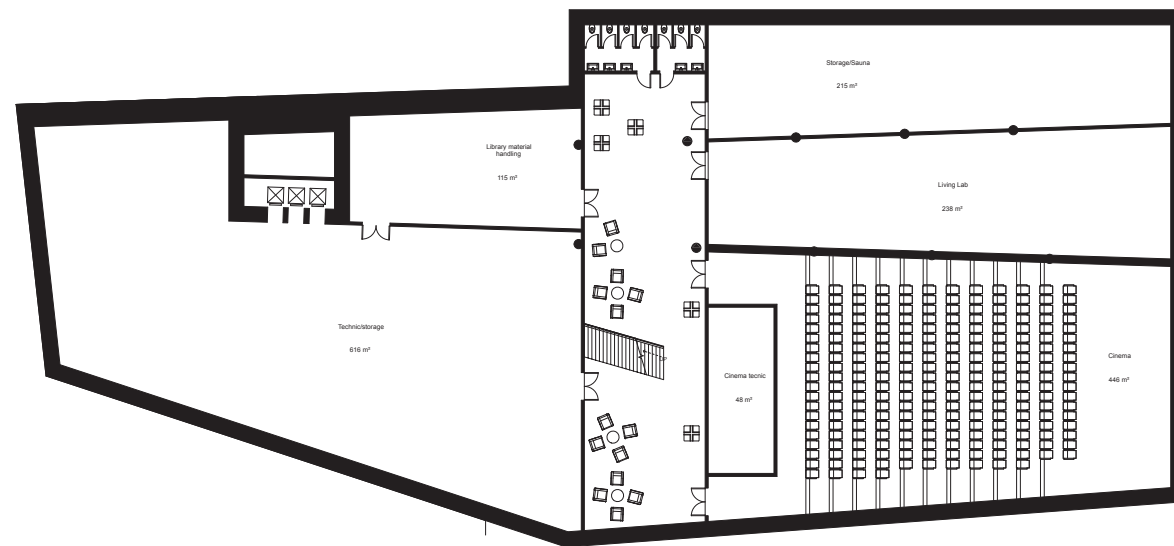 Storage/Sauna
215 m²
Library material
handling
115 m²
Living Lab
238 m²
Technic/storage
616 m²
Cinema tecnic
48 m²
Cinema
446 m²